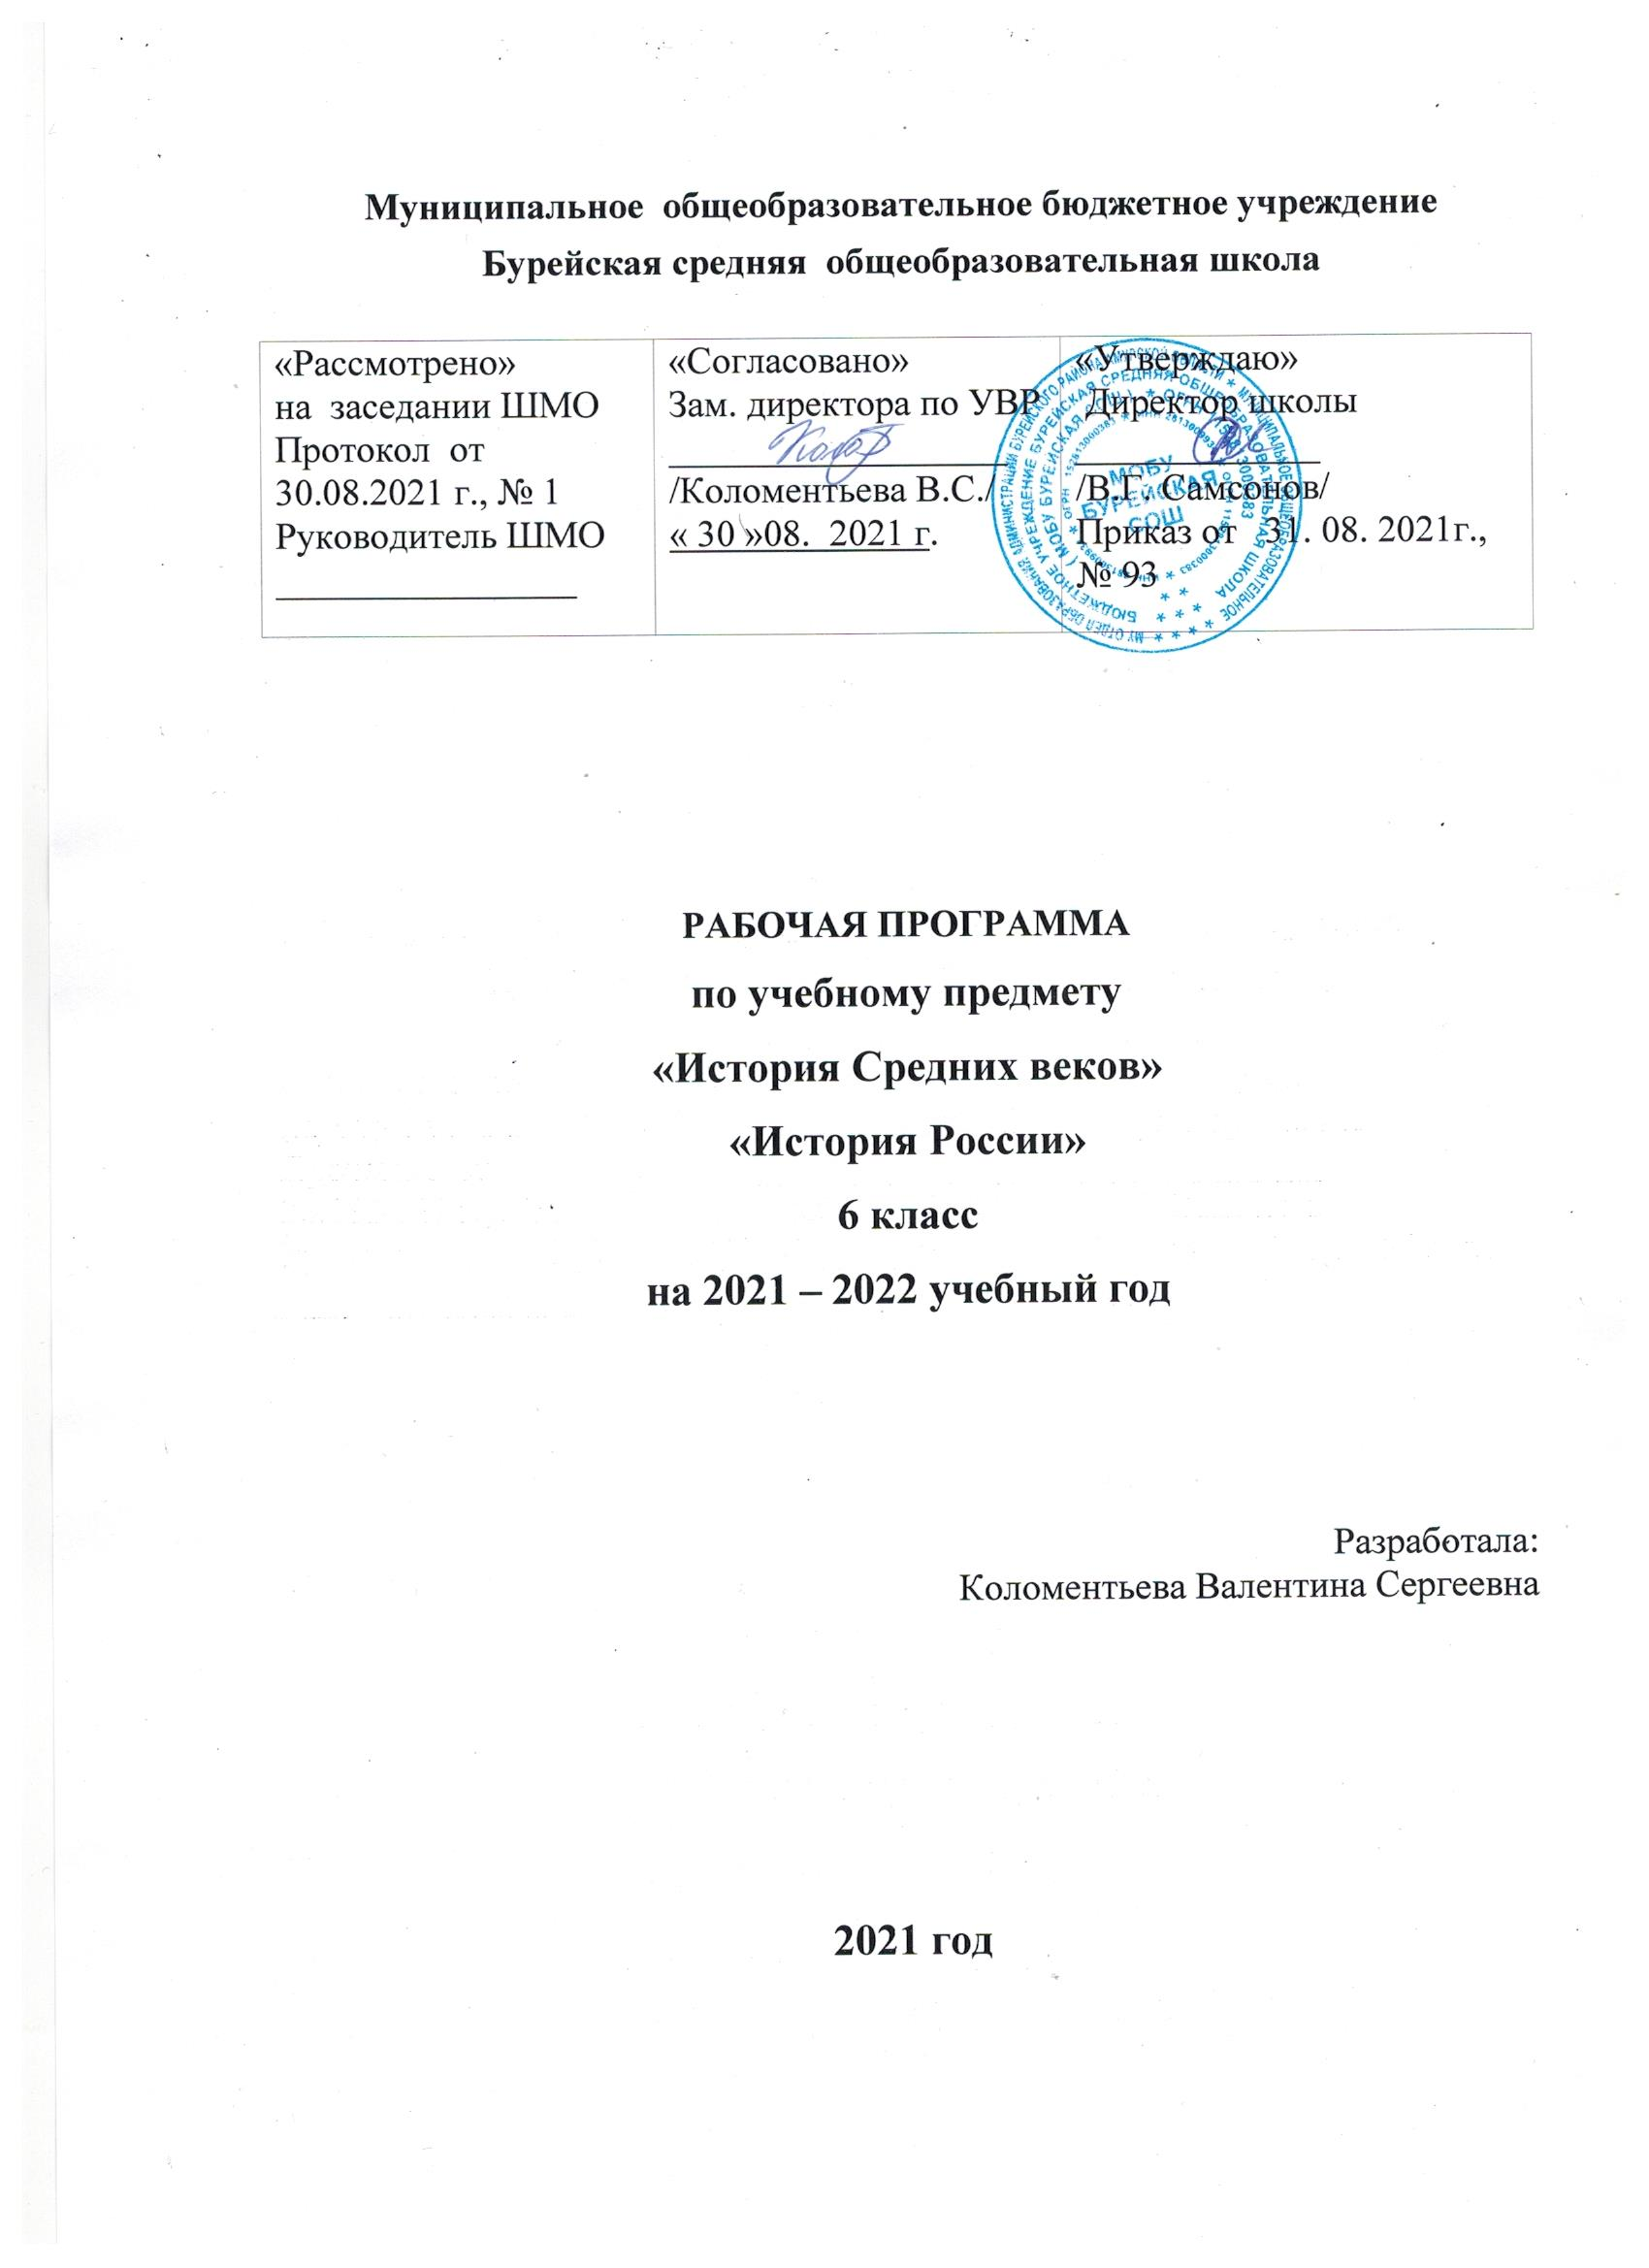 Муниципальное общеобразовательное бюджетное учреждение
Бурейская средняя общеобразовательная школа
«Рассмотрено»
на заседании ШМО
Протокол от
30.08.2021 г., № 1
Руководитель ШМО
«Согласовано»
Зам. директора по УВР
/Коломентьева В.С./
« 30 »08. 2021 г.
«Утверждаю»
Директор школы
/В.Г. Самсонов/
Приказ от 31. 08. 2021г.,
№ 93
МОБУ
БУРЕЙСКАЯ
СОШ
РАБОЧАЯ ПРОГРАММА
по учебному предмету
«История Средних веков»
«История России»
6 класс
на 2021 – 2022 учебный год
Разработала:
Коломентьева Валентина Сергеевна
2021 год